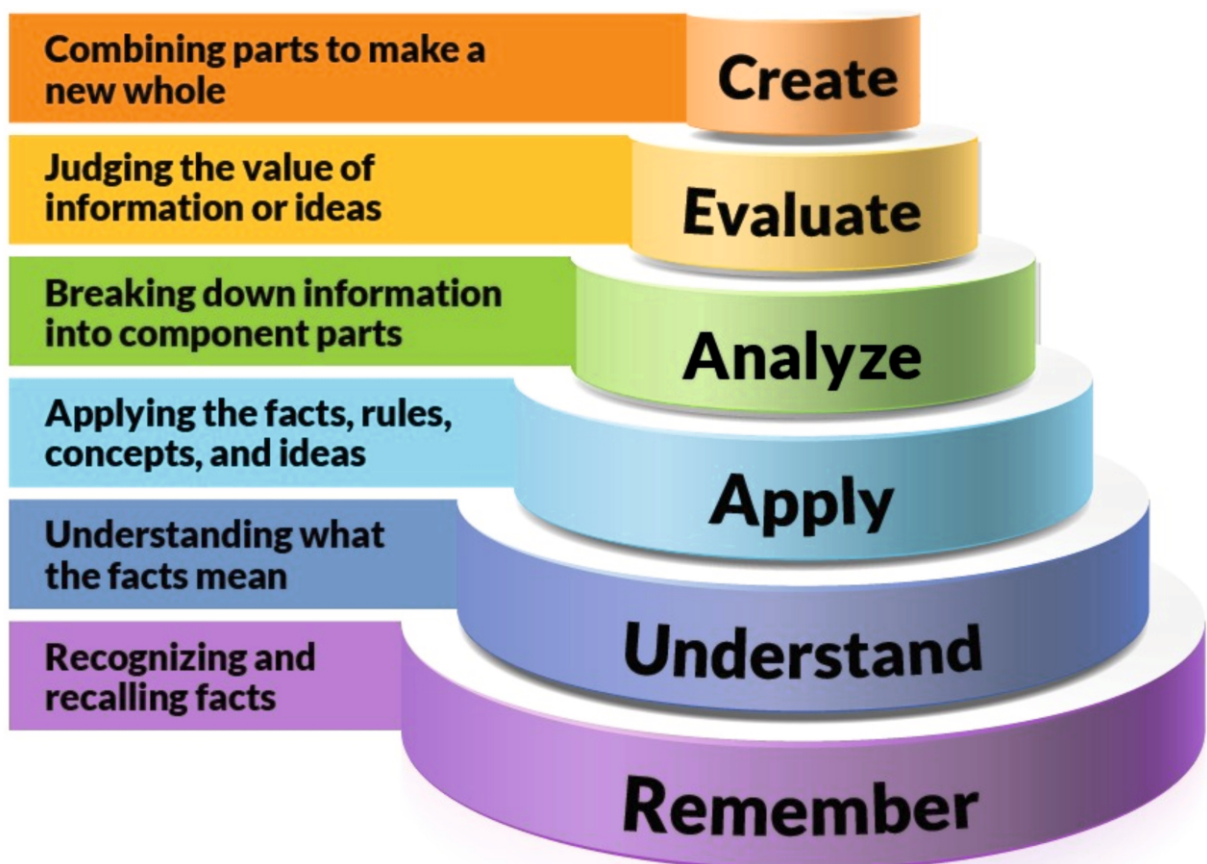 Combining parts to make a
new whole
Create
Judging the value of
information or ideas
Evaluate
Breaking down information
into component parts
Analyze
Applying the facts, rules,
concepts, and ideas
Apply
Understanding what
the facts mean
Understand
Recognizing and
recalling facts
Remember